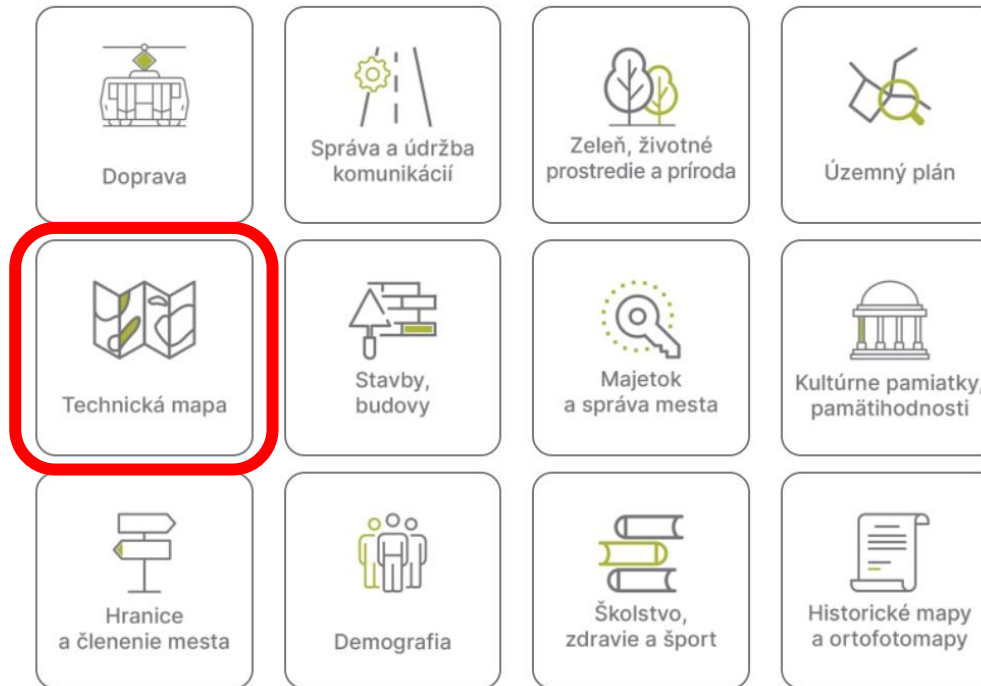 Doprava
Správa a údržba
komunikácií
Zeleň, životné
prostredie a príroda
Územný plán
Technická mapa
Stavby,
budovy
Majetok
a správa mesta
Kultúrne pamiatky,
pamätihodnosti
Hranice
a členenie mesta
Demografia
Školstvo,
zdravie a šport
Historické mapy
a ortofotomapy